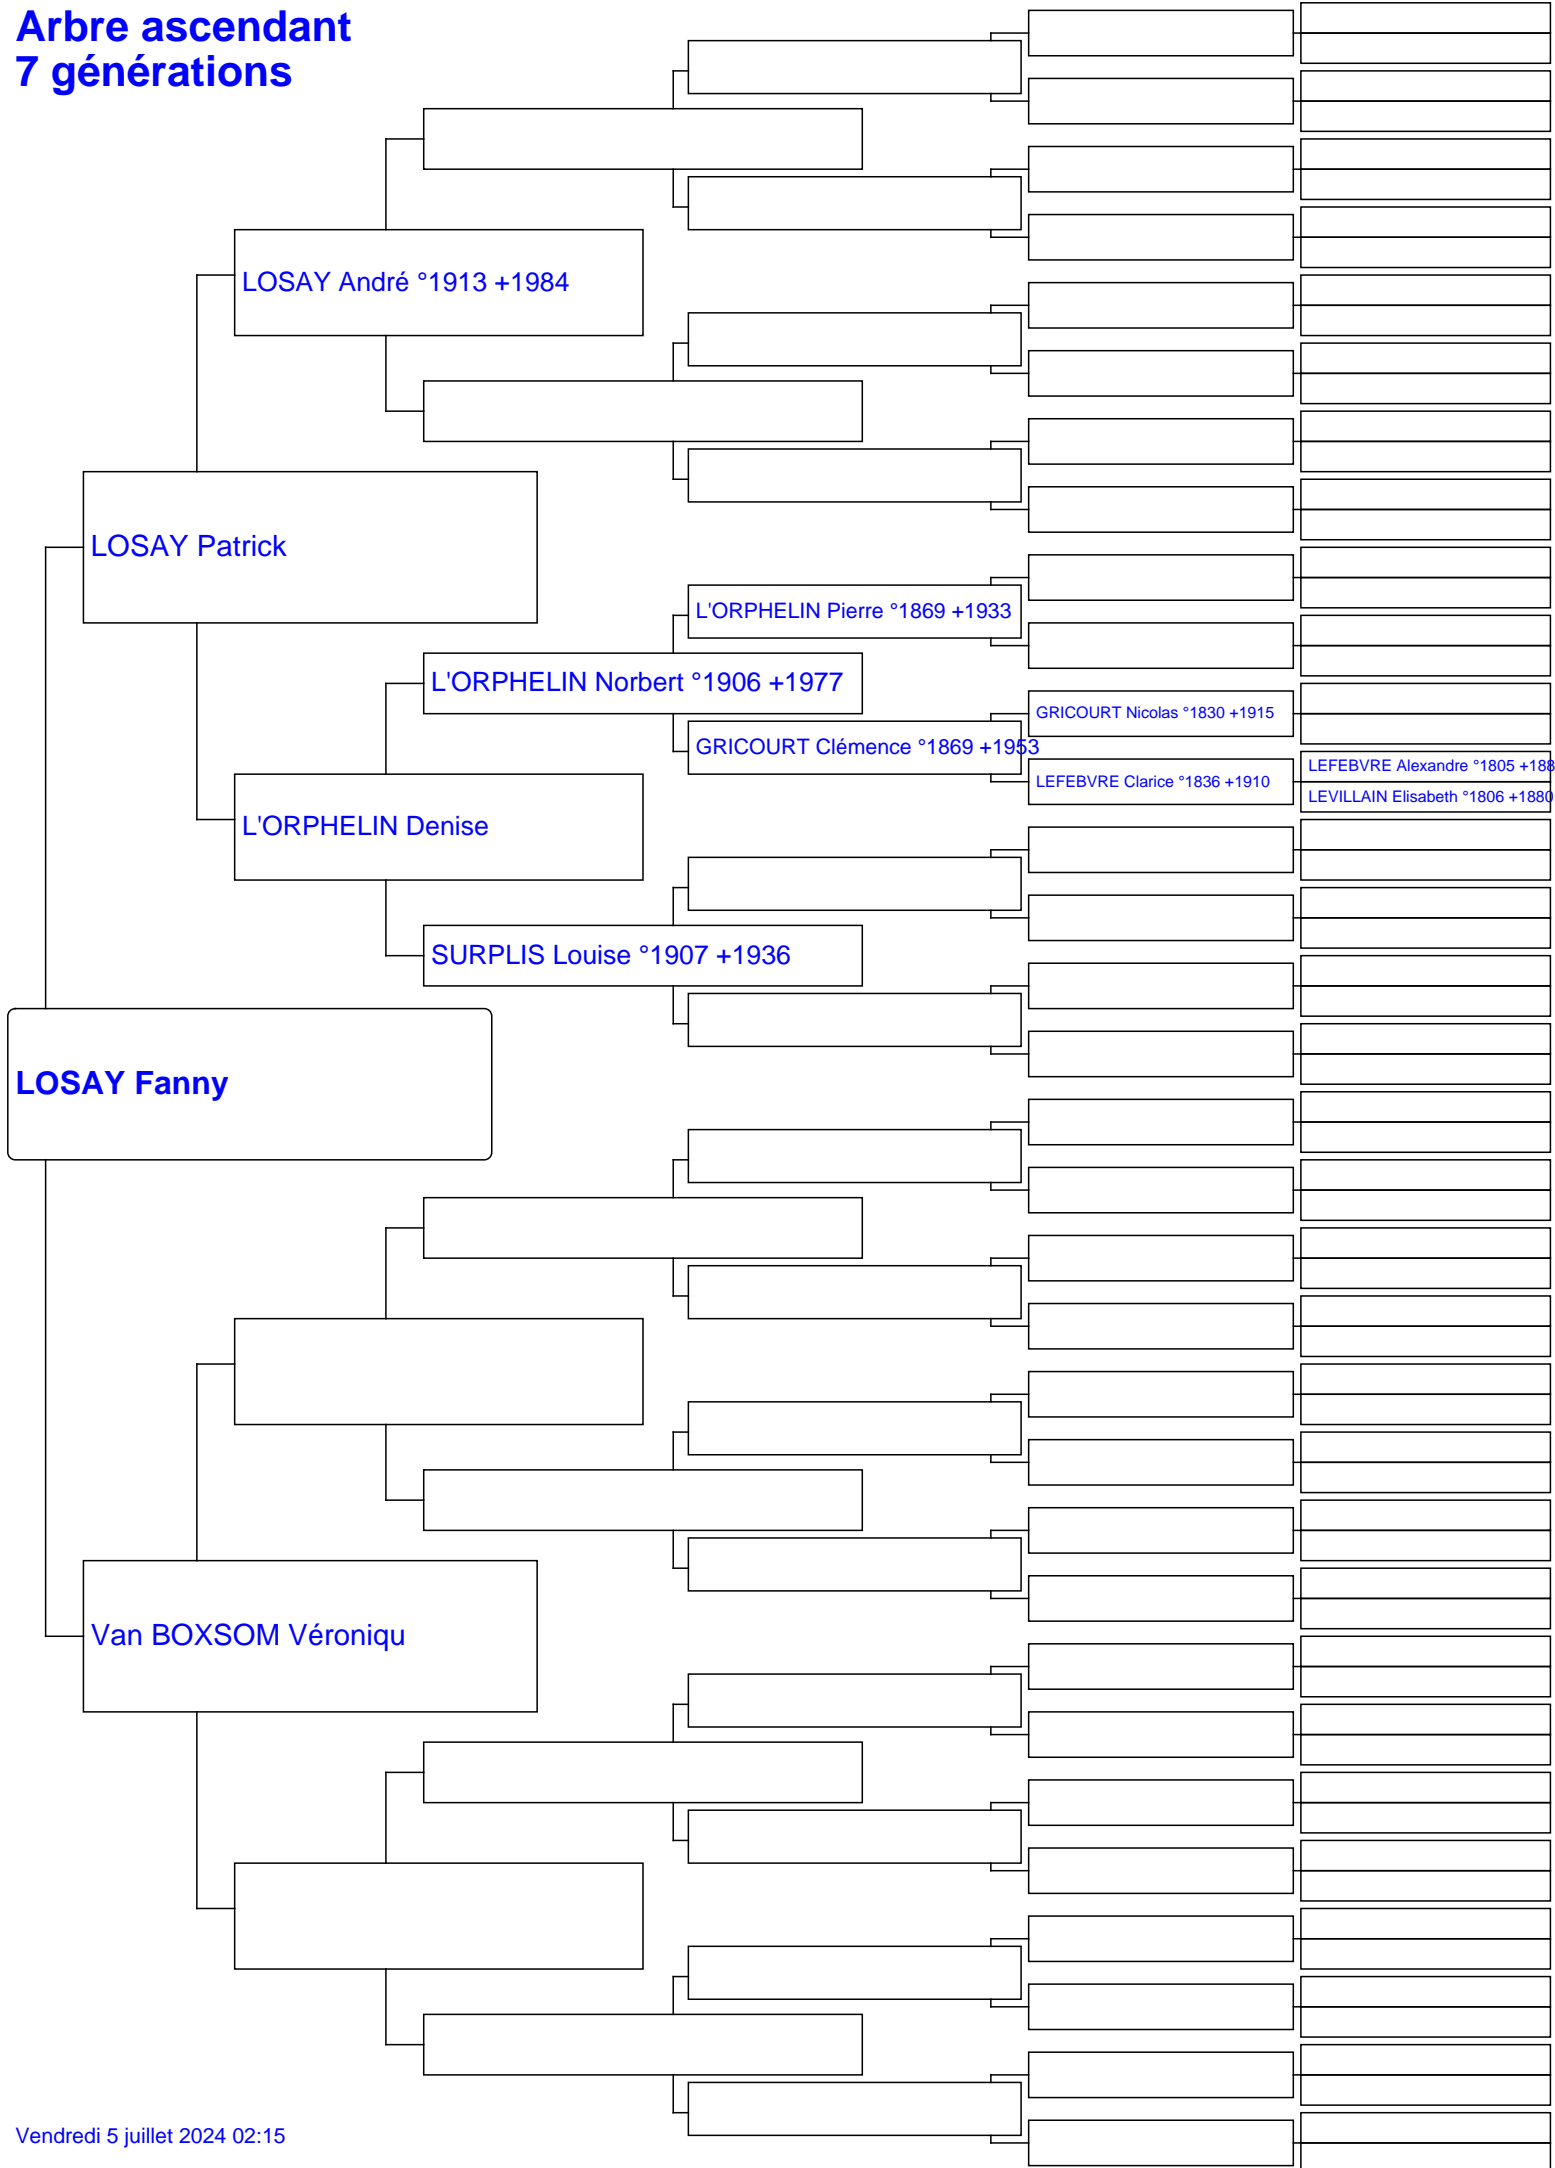 Arbre ascendant
7 générations
LOSAY André °1913 +1984
LOSAY Patrick
L'ORPHELIN Pierre °1869 +1933
L'ORPHELIN Norbert °1906 +1977
GRICOURT Nicolas °1830 +1915
GRICOURT Clémence °1869 +1953
LEFEBVRE Alexandre °1805 +188
LEFEBVRE Clarice °1836 +1910
LEVILLAIN Elisabeth °1806 +1880
L'ORPHELIN Denise
SURPLIS Louise °1907 +1936
LOSAY Fanny
Van BOXSOM Véroniqu
Vendredi 5 juillet 2024 02:15